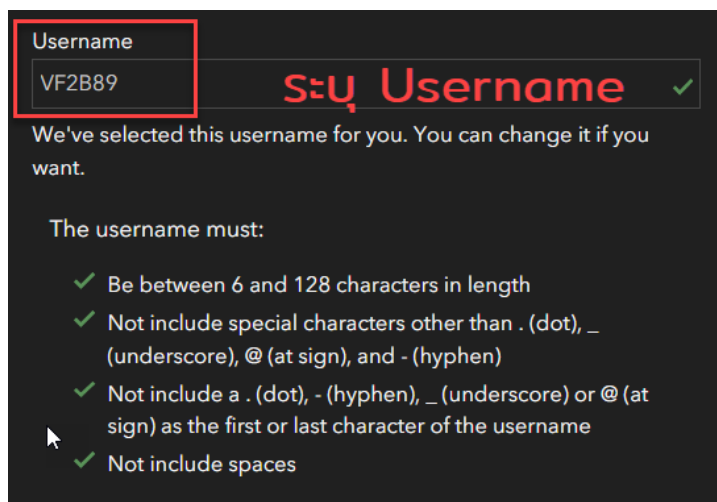 Username
VF2B89 ระบุ Username
We've selected this username for you. You can change it if you
want.
The username must:
Be between 6 and 128 characters in length
Not include special characters other than . (dot), _
(underscore), @ (at sign), and - (hyphen)
Not include a . (dot), - (hyphen), _ (underscore) or @ (at
sign) as the first or last character of the username
Not include spaces